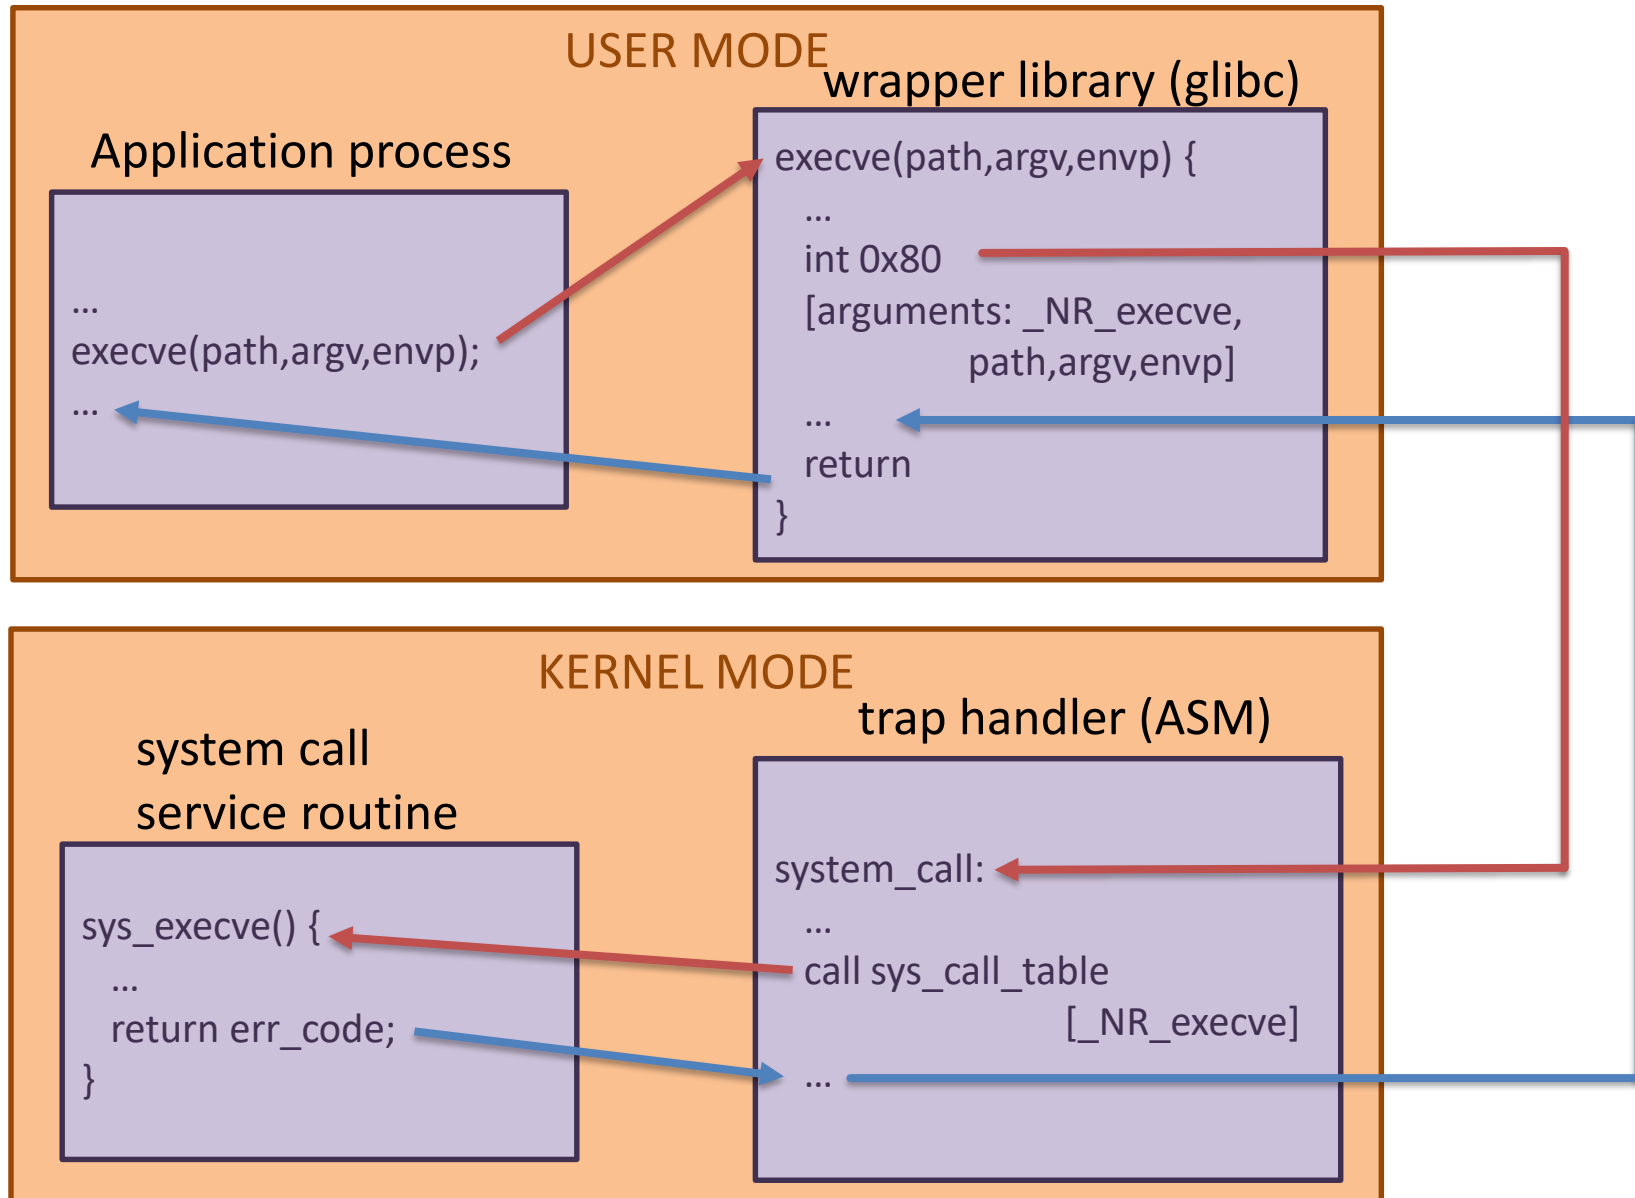 USER MODE
wrapper library (glibc)
Application process
execve(path,argv,envp) {
...
int 0x80
[arguments: _NR_execve,
path,argv,envp]
...
return
}
...
execve(path,argv,envp);
...
KERNEL MODE
trap handler (ASM)
system call
service routine
system_call:
...
call sys_call_table
[_NR_execve]
...
sys_execve() {
...
return err_code;
}